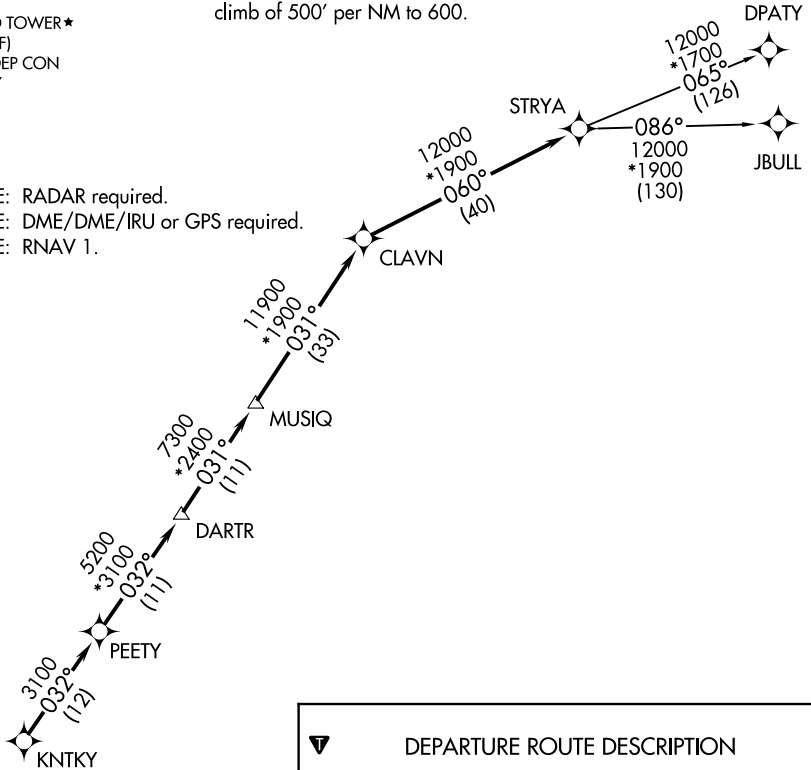 TOWER★
F)
EP CON
climb of 500' per NM to 600.
DPATY
12000
*1700
065°
(126)
STRYA
086°
12000
*1900
(130)
JBULL
12000
*1900
060°
(40)
E: RADAR required.
E: DME/DME/IRU or GPS required.
E: RNAV 1.
CLAVN
11900
*1900
031°
(33)
MUSIQ
7300
*2400
031°
(11)
DARTR
5200
*3100
032°
(11)
PEETY
3100
032°
(12)
KNTKY
T
DEPARTURE ROUTE DESCRIPTION